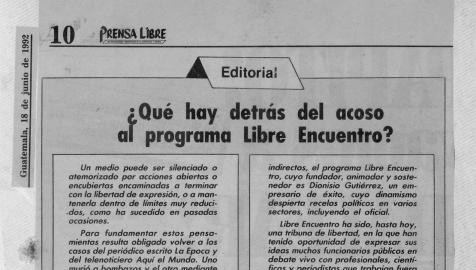 Guatemala, 18 de junio de 1992
10
PRENSA LIBRE
Editorial
¿Qué hay detrás del acoso
al programa Libre Encuentro?
Un medio puede ser silenciado o
atemorizado por acciones abiertas o
encubiertas encaminadas a terminar
con la libertad de expresión, o a man-
tenerla dentro de límites muy reduci-
dos, como ha sucedido en pasadas
ocasiones.
Para fundamentar estos pensa-
mientos resulta obligado volver a los
casos del periódico escrito La Epoca y
del telenoticiero Aquí el Mundo. Uno
murió a bombazos y el otro mediante
indirectos, el programa Libre Encuen-
tro, cuyo fundador, animador y soste-
nedor es Dionisio Gutiérrez, un em-
presario de éxito, cuyo dinamismo
despierta recelos políticos en varios
sectores, incluyendo el oficial.
Libre Encuentro ha sido, hasta hoy,
una tribuna de libertad, en la que han
tenido oportunidad de expresar sus
ideas muchos funcionarios públicos en
debate vivo con profesionales, cientí-
ficos y periodistas que trabajan fuera